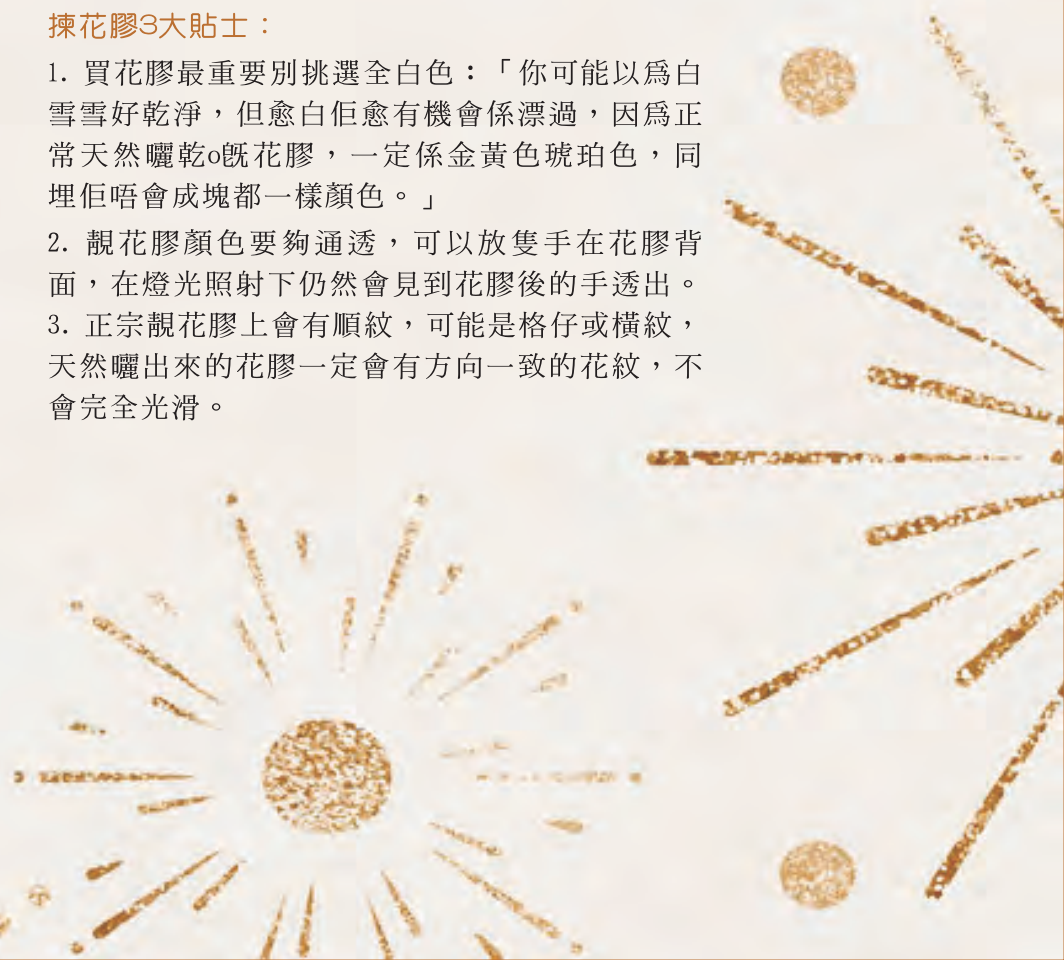 揀花膠3大貼士：
1. 買花膠最重要別挑選全白色：「你可能以爲白
雪雪好乾淨，但愈白佢愈有機會係漂過，因爲正
常天然曬乾o既花膠，一定係金黃色琥珀色，同
埋佢唔會成塊都一樣顏色。」
2. 靚花膠顏色要夠通透，可以放隻手在花膠背
面，在燈光照射下仍然會見到花膠後的手透出。
3. 正宗靚花膠上會有順紋，可能是格仔或橫紋，
天然曬出來的花膠一定會有方向一致的花紋，不
會完全光滑。